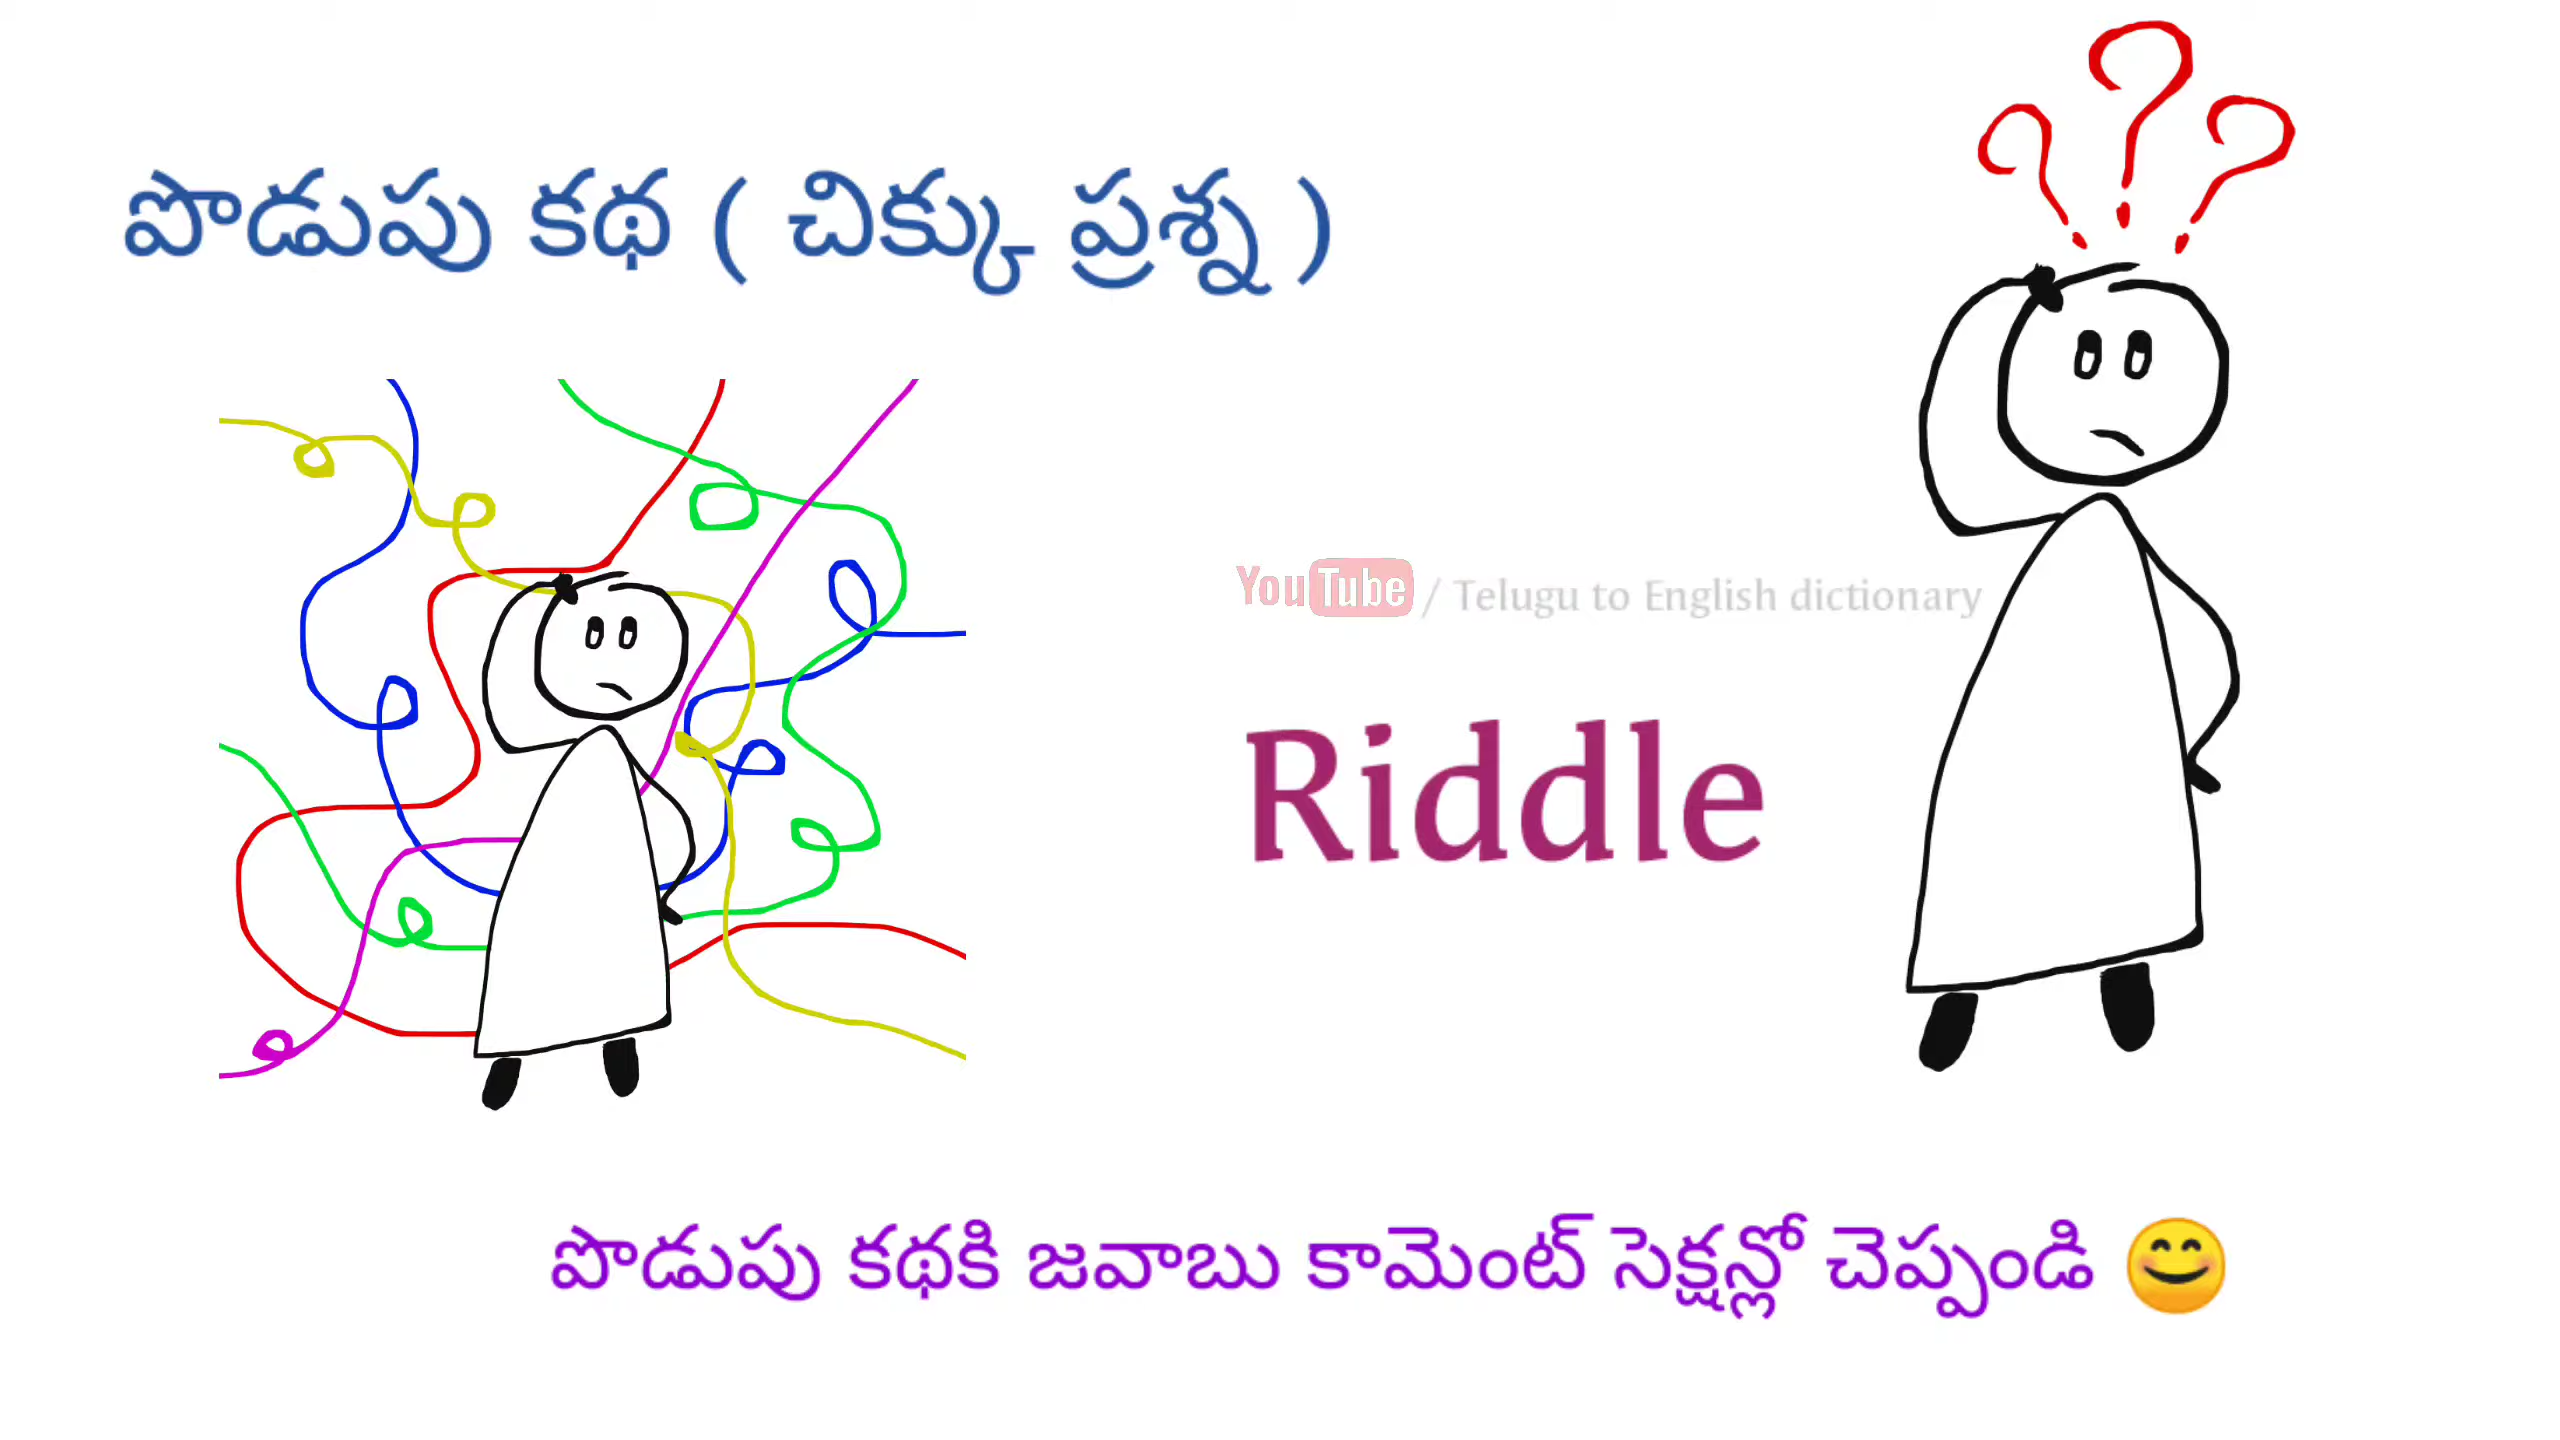 పొడుపు కథ ( చిక్కు ప్రశ్న )
YouTube / Telugu to English dictionary
Riddle
పొడుపు కథకి జవాబు కామెంట్ సెక్షన్లో చెప్పండి 😊